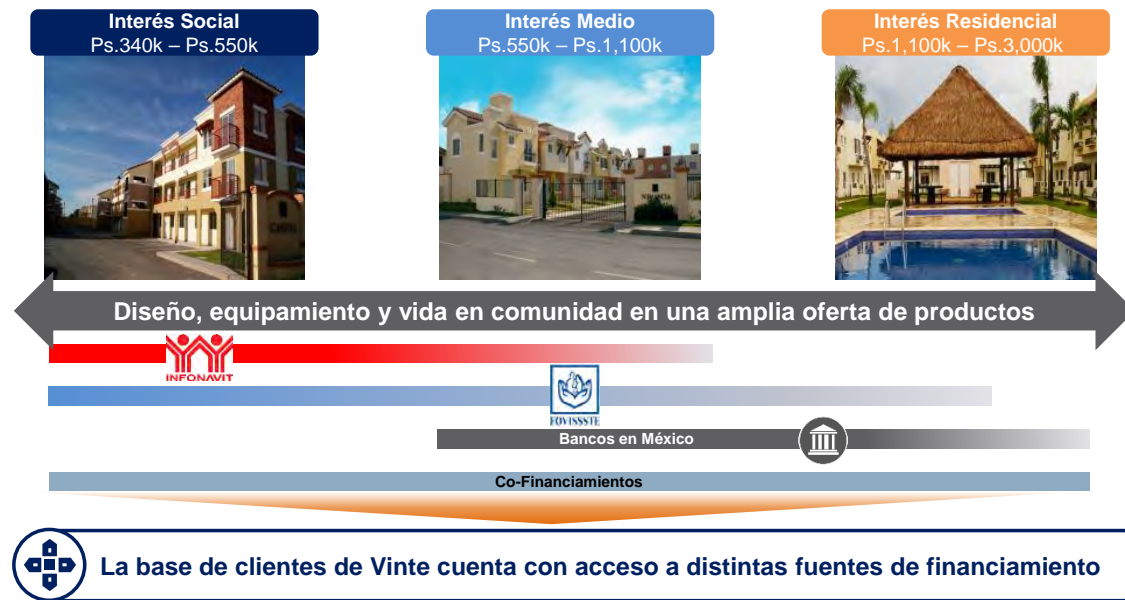 Interés Social
Ps.340k – Ps.550k
Interés Medio
Ps.550k – Ps.1,100k
Interés Residencial
Ps.1,100k – Ps.3,000k
Diseño, equipamiento y vida en comunidad en una amplia oferta de productos
INFONAVIT
FOVISSSTE
Bancos en México
Co-Financiamientos
La base de clientes de Vinte cuenta con acceso a distintas fuentes de financiamiento